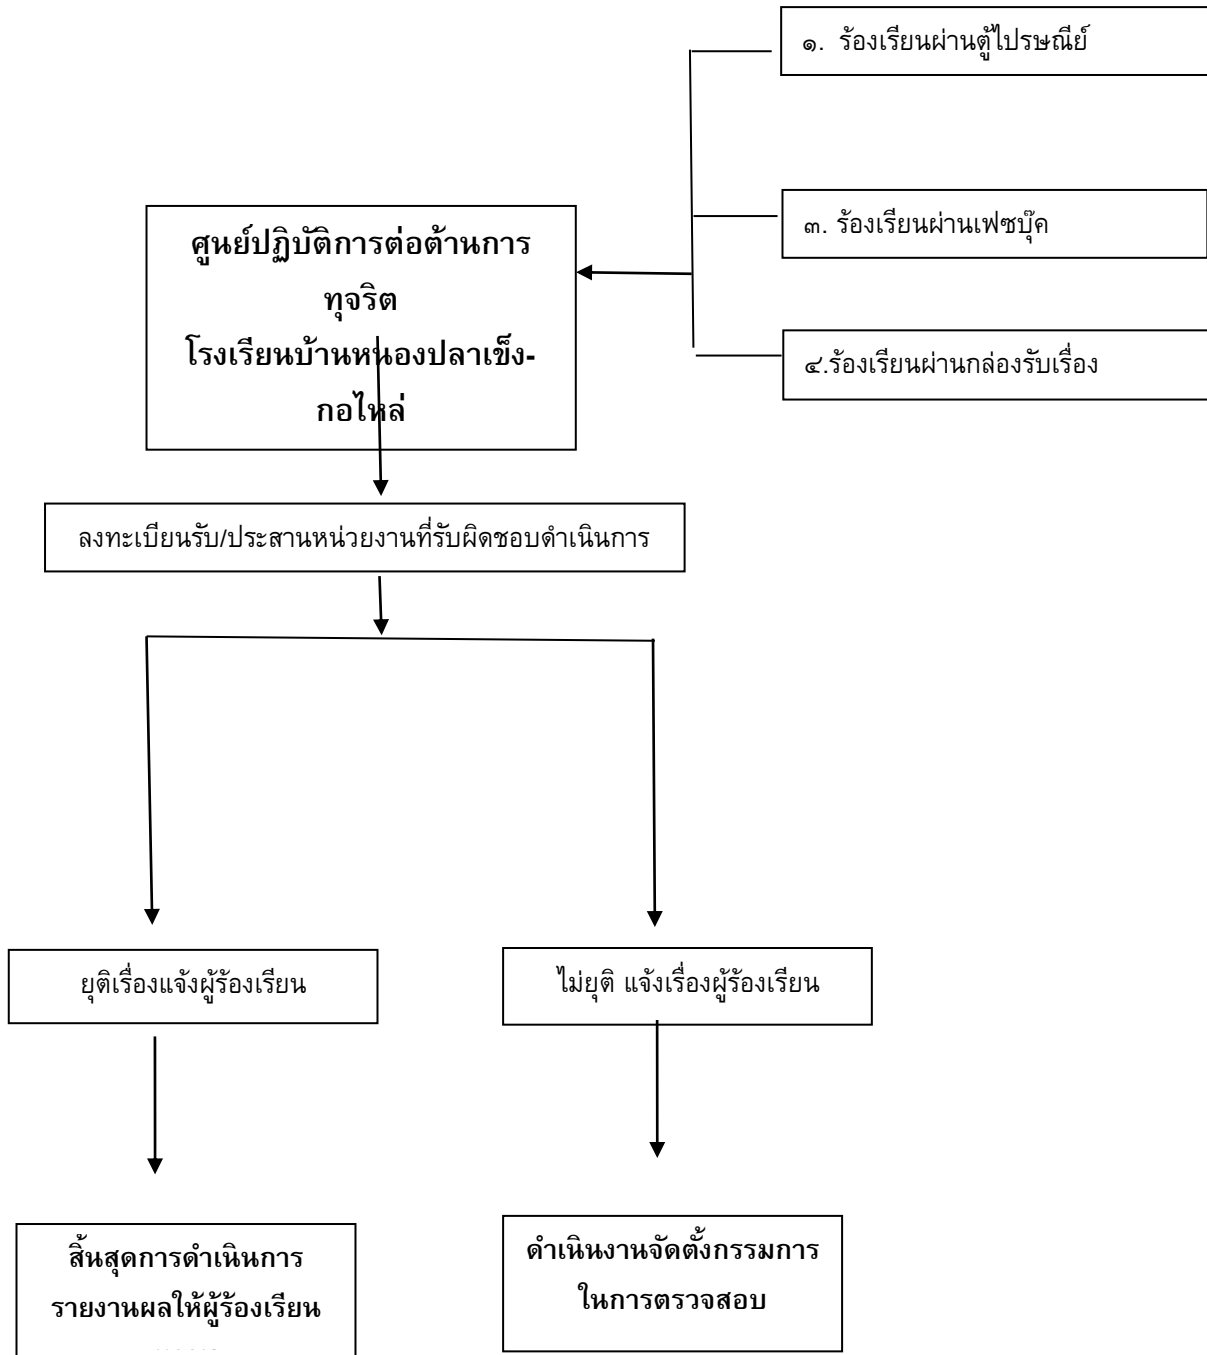 ๑. ร้องเรียนผ่านตู้ไปรษณีย์
๓. ร้องเรียนผ่านเฟซบุ๊ค
๔.ร้องเรียนผ่านกล่องรับเรื่อง
ศูนย์ปฏิบัติการต่อต้านการ
ทุจริต
โรงเรียนบ้านหนองปลาเข็ง-
กอไหล่
ลงทะเบียนรับ/ประสานหน่วยงานที่รับผิดชอบดำเนินการ
ยุติเรื่องแจ้งผู้ร้องเรียน
ไม่ยุติ แจ้งเรื่องผู้ร้องเรียน
สิ้นสุดการดำเนินการ
รายงานผลให้ผู้ร้องเรียน
ดำเนินงานจัดตั้งกรรมการ
ในการตรวจสอบ